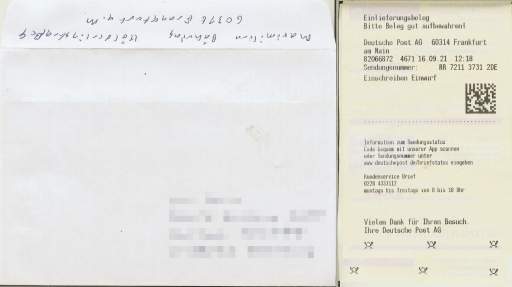 Maximilian Bähring Hölderlinstraße 4
60316 Frankfurt a.M
Einlieferungsbeleg
Bitte Beleg gut aufbewahren!
Deutsche Post AG 60314 Frankfurt
am Main
82066872 4671 16.09.21 12:18
Sendungsnummer: RR 7211 3731 2DE
Einschreiben Einwurf
Information zum Sendungsstatus
Code bequem mit unserer App scannen
oder Sendungsnummer unter
www.deutschepost.de/briefstatus eingeben
Kundenservice Brief
0228 4333112
montags bis freitags von 8 bis 18 Uhr
Vielen Dank für Ihren Besuch.
Ihre Deutsche Post AG